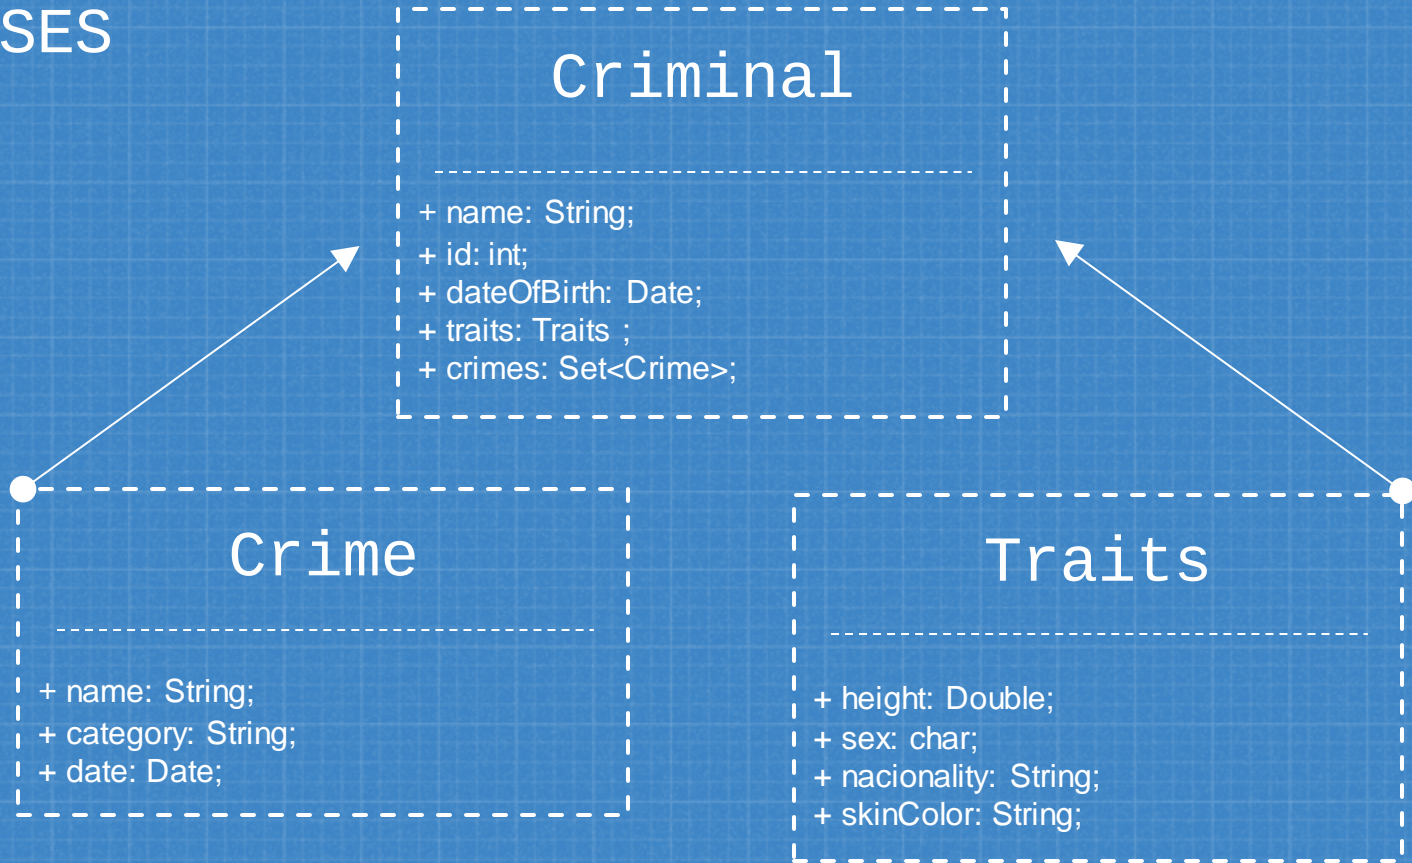 SES
Criminal
+ name: String;
+ id: int;
+ dateOfBirth: Date;
+ traits: Traits ;
+ crimes: Set<Crime>;
Crime
+ name: String;
+ category: String;
+ date: Date;
Traits
+ height: Double;
+ sex: char;
+ nacionality: String;
+ skinColor: String;